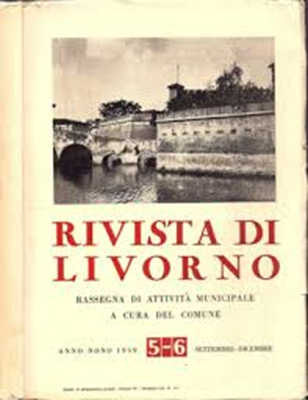 RIVISTA DI
LIVORNO
RASSEGNA DI ATTIVITÀ MUNICIPALE
A CURA DEL COMUNE
ANNO NONO 1959 5-6 SETTEMBRE-DICEMBRE